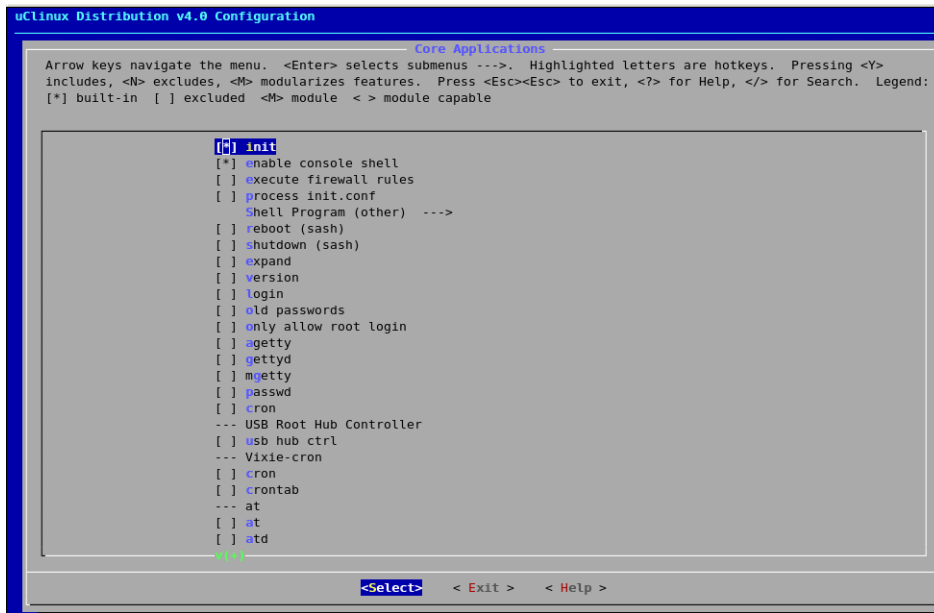 uClinux Distribution v4.0 Configuration
Core Applications
Arrow keys navigate the menu.  <Enter> selects submenus --->.  Highlighted letters are hotkeys.  Pressing <Y>
includes, <N> excludes, <M> modularizes features.  Press <Esc><Esc> to exit, <?> for Help, </> for Search.  Legend:
[*] built-in  [ ] excluded  <M> module  < > module capable
[*] init
[*] enable console shell
[ ] execute firewall rules
[ ] process init.conf
Shell Program (other)  --->
[ ] reboot (sash)
[ ] shutdown (sash)
[ ] expand
[ ] version
[ ] login
[ ] old passwords
[ ] only allow root login
[ ] agetty
[ ] gettyd
[ ] mgetty
[ ] passwd
[ ] cron
--- USB Root Hub Controller
[ ] usb hub ctrl
--- Vixie-cron
[ ] cron
[ ] crontab
--- at
[ ] at
[ ] atd
v(+)
<Select>    < Exit >    < Help >